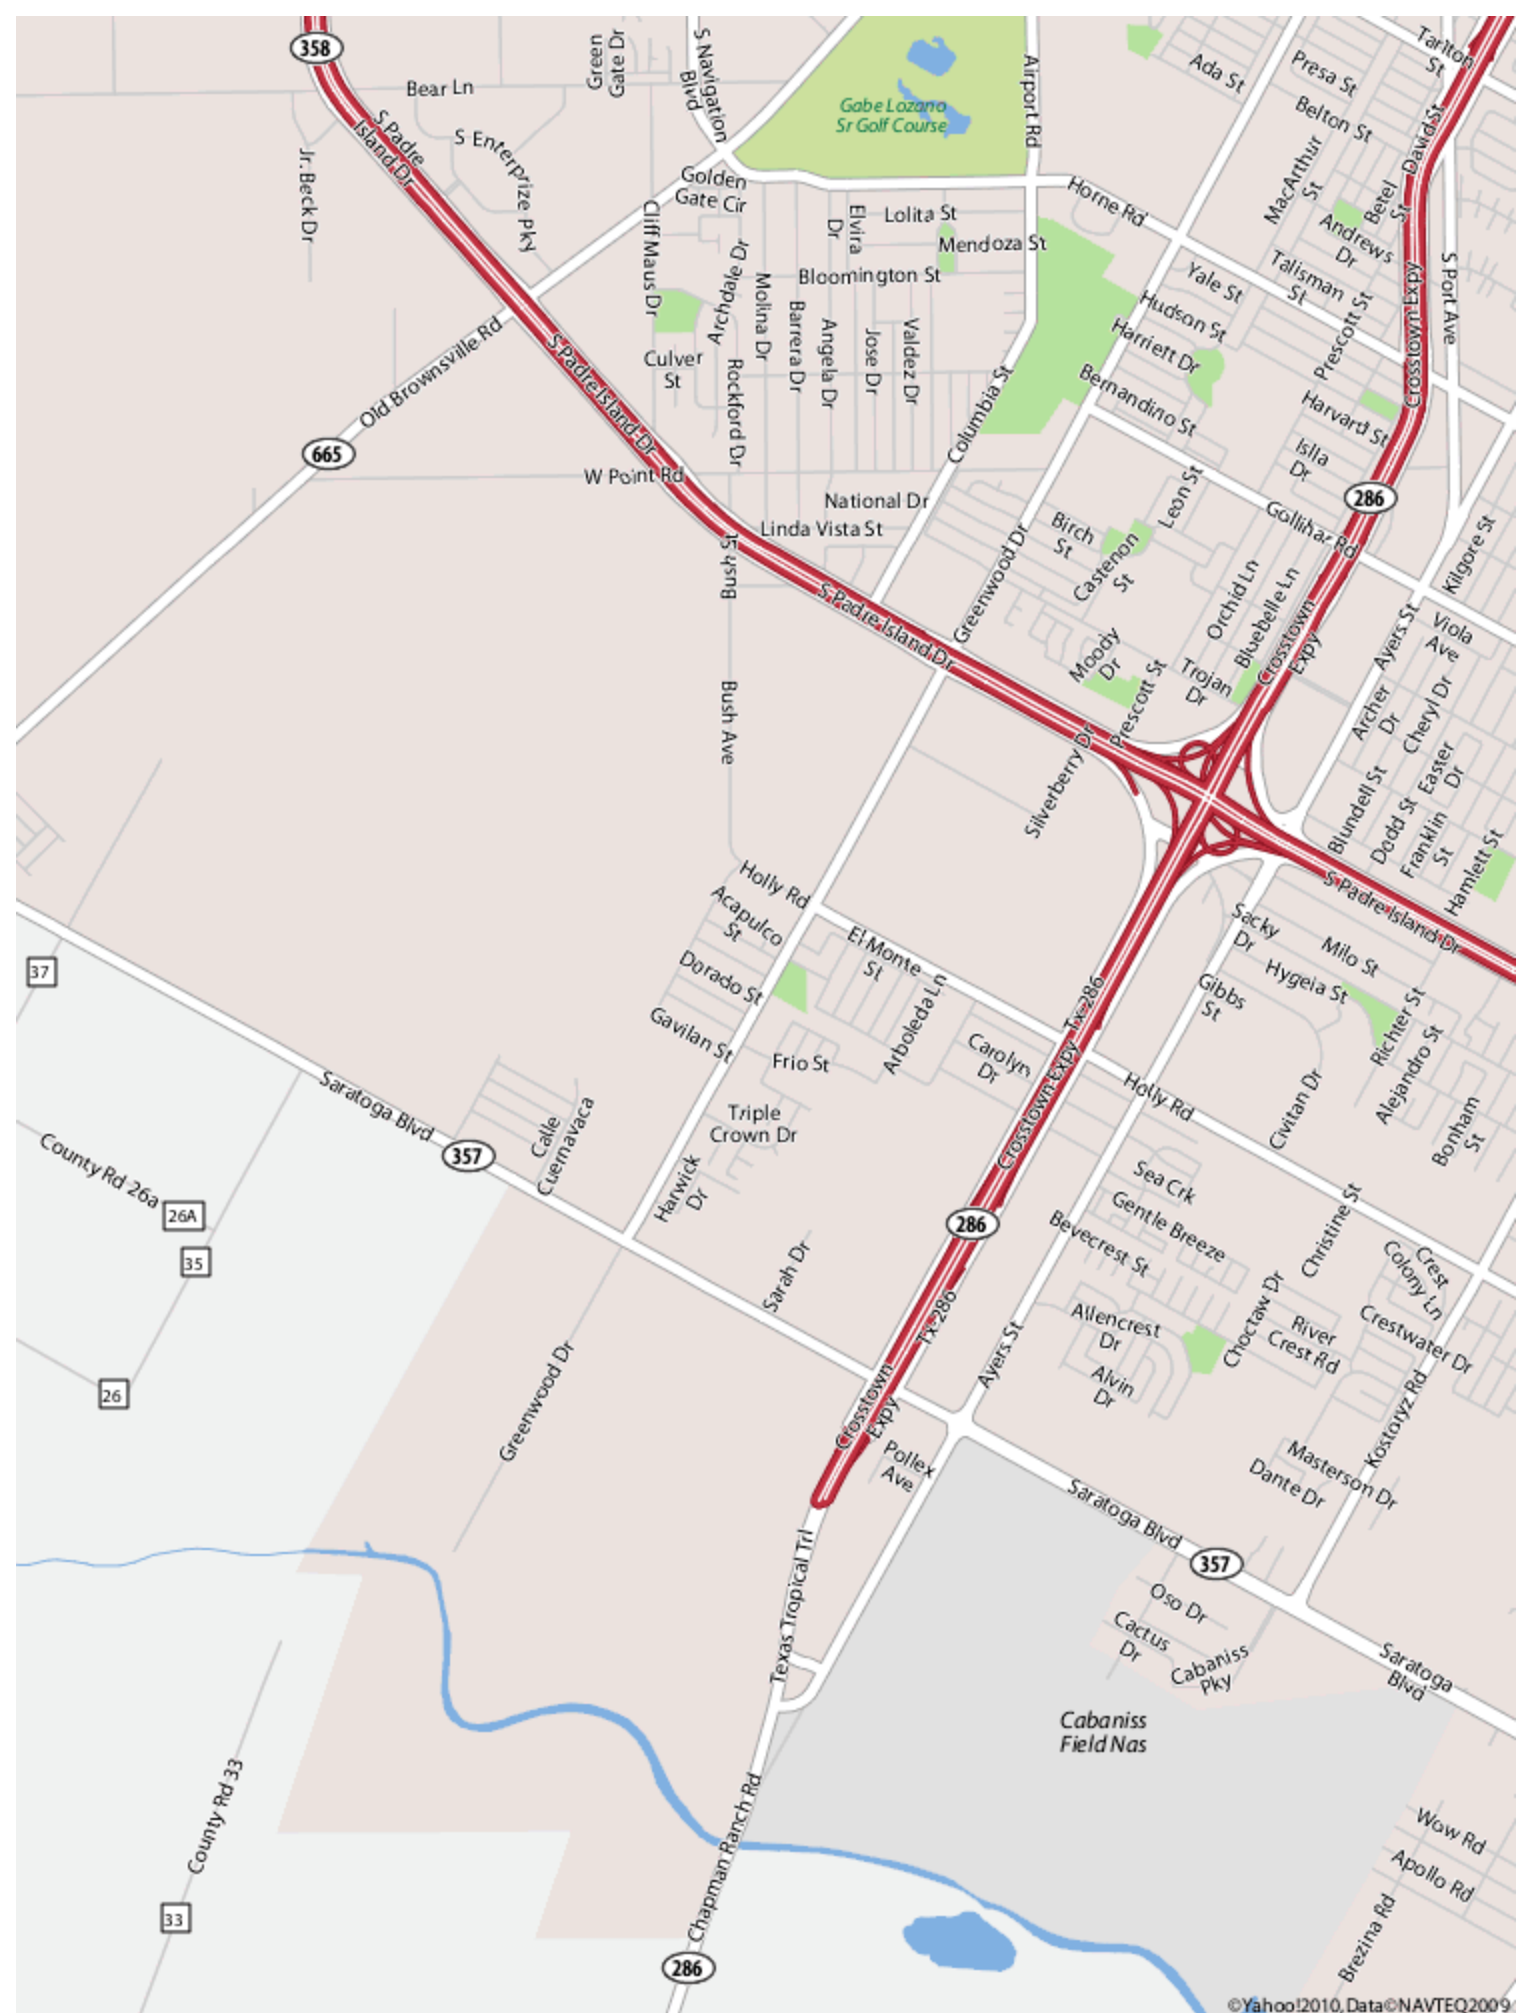 358
Bear Ln
S Padre
Island Dr
Jr. Beck Dr
S Enterprize Pky
Green
Gate Dr
S Navigation
Blvd
Gabe Lozano
Sr Golf Course
Airport Rd
Ada St
Presa St
Tarlton
St
Belton St
David St
MacArthur
St
Betel
St
Andrews
Dr
Golden
Gate Cir
Cliff Maus Dr
Archdale Dr
Molina Dr
Barrera Dr
Elvira
Dr
Lolita St
Mendoza St
Bloomington St
Horne Rd
Yale St
Talisman
St
Crosstown Expy
S Port Ave
Hudson St
Harriett Dr
Prescott St
Angela Dr
Jose Dr
Valdez Dr
Culver
St
Rockford Dr
S Padre Island Dr
Old Brownsville Rd
665
Columbia St
Bernandino St
Harvard St
Islla
Dr
W Point Rd
National Dr
Linda Vista St
Bush St
Leon St
286
Gollihar Rd
Birch
St
Castenon
St
Kilgore St
Greenwood Dr
S Padre Island Dr
Orchid Ln
Bluebelle Ln
Crosstown
Expy
Ayers St
Viola
Ave
Moody
Dr
Trojan
Dr
Prescott St
Bush Ave
Archer
Dr
Cheryl Dr
Silverberry Dr
Easter
Dr
Blundell St
Dodd St
Franklin
St
Hamlett St
S Padre Island Dr
Holly Rd
Acapulco
St
El Monte
St
Sacky
Dr
Milo St
37
Dorado St
Arboleda Ln
Tx-286
Hygeia St
Gibbs
St
Richter St
Gavilan St
Frio St
Carolyn
Dr
Alejandro St
Saratoga Blvd
Crosstown Expy
Holly Rd
Civitan Dr
Bonham
St
Triple
Crown Dr
Calle
Cuernavaca
357
County Rd 26a
26A
35
Harwick
Dr
Sea Crk
Gentle Breeze
286
Bevecrest St
Christine St
Crest
Colony Ln
Sarah Dr
Tx-286
Allencrest
Dr
Choctaw Dr
River
Crest Rd
Crestwater Dr
26
Greenwood Dr
Ayers St
Alvin
Dr
Kostoryz Rd
Crosstown
Expy
Pollex
Ave
Masterson Dr
Dante Dr
Saratoga Blvd
357
Texas Tropical Trl
Oso Dr
Cactus
Dr
Cabaniss
Pky
Saratoga
Blvd
Cabaniss
Field Nas
County Rd 33
Chapman Ranch Rd
Wow Rd
Apollo Rd
33
Brezina Rd
286
©Yahoo!2010, Data©NAVTEQ2009